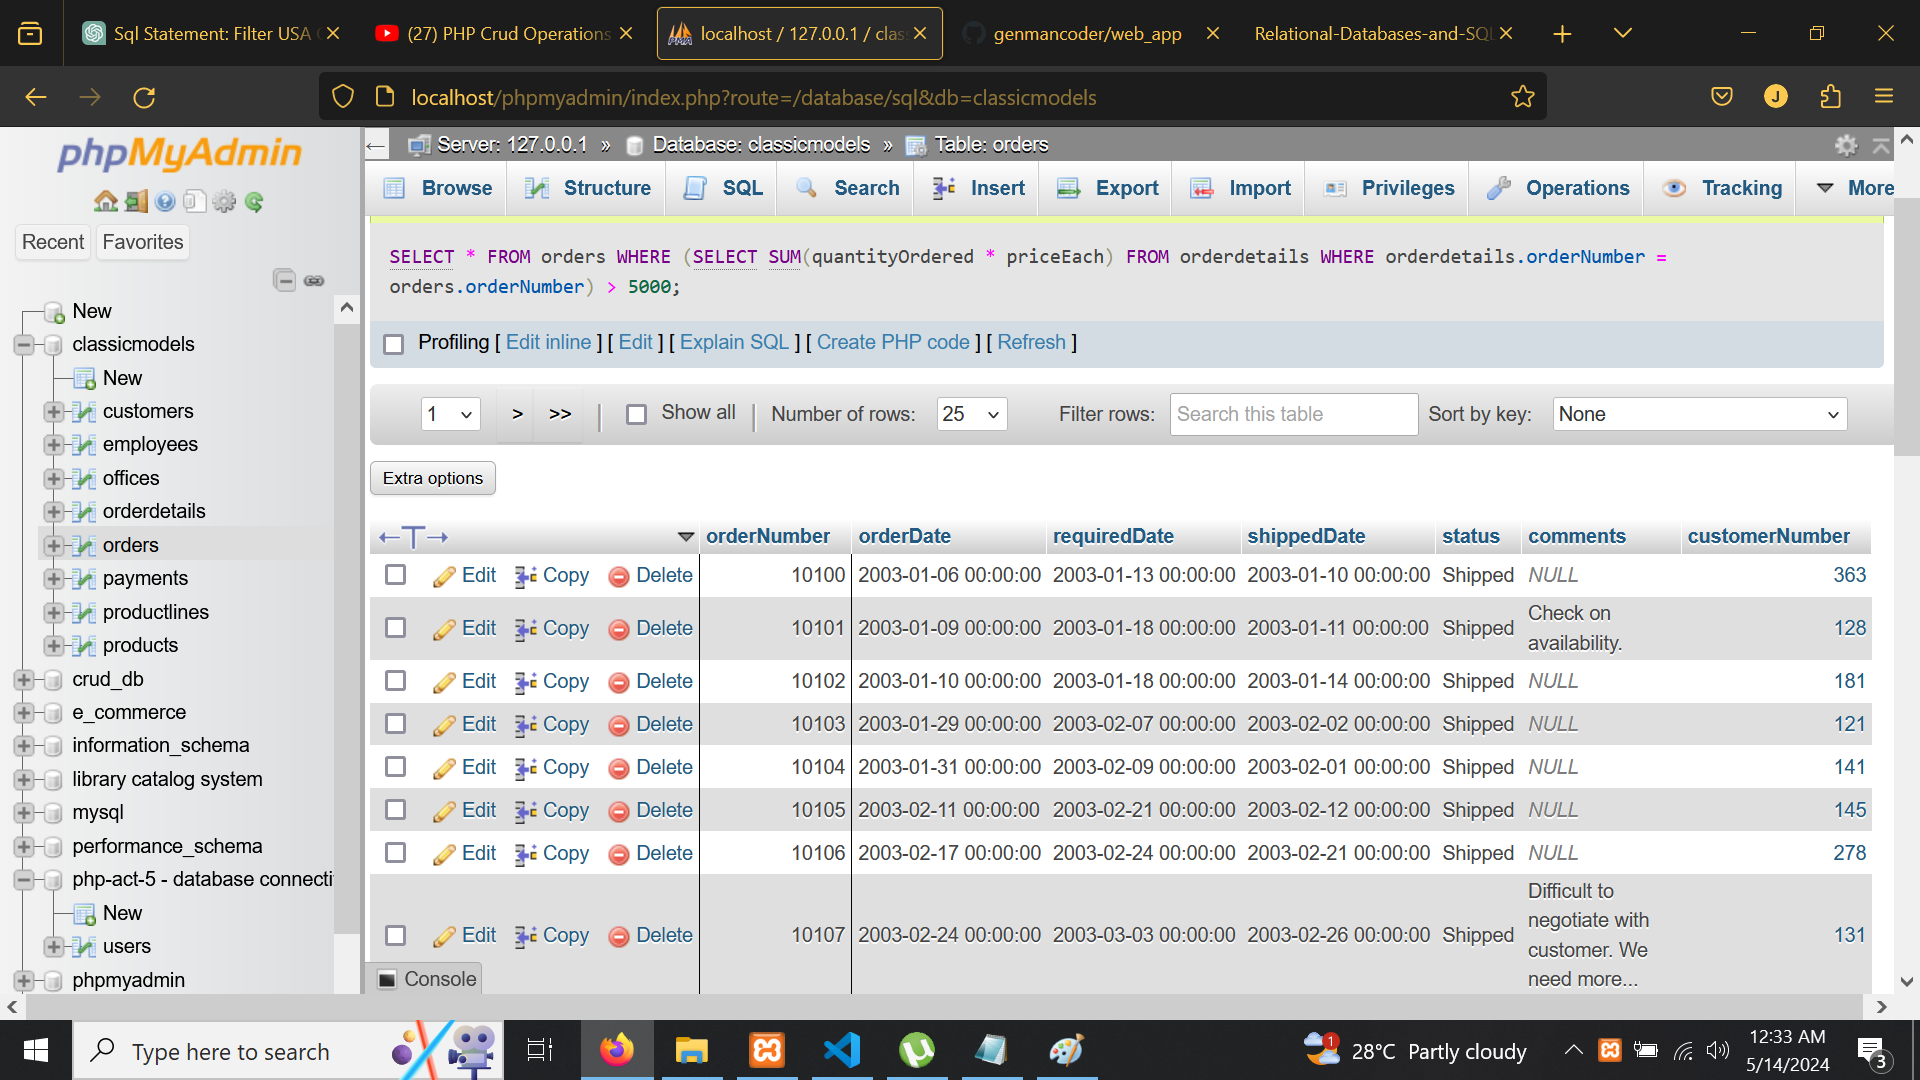 Sql Statement: Filter USA
(27) PHP Crud Operations
localhost / 127.0.0.1 / clas
genmancoder/web_app
Relational-Databases-and-SQL
localhost/phpmyadmin/index.php?route=/database/sql&db=classicmodels
J
phpMyAdmin
Recent
Favorites
New
classicmodels
New
customers
employees
offices
orderdetails
orders
payments
productlines
products
crud_db
e_commerce
information_schema
library catalog system
mysql
performance_schema
php-act-5 - database connecti
New
users
phpmyadmin
Server: 127.0.0.1 » Database: classicmodels » Table: orders
Browse
Structure
SQL
Search
Insert
Export
Import
Privileges
Operations
Tracking
More
SELECT * FROM orders WHERE (SELECT SUM(quantityOrdered * priceEach) FROM orderdetails WHERE orderdetails.orderNumber =
orders.orderNumber) > 5000;
Profiling [ Edit inline ] [ Edit ] [ Explain SQL ] [ Create PHP code ] [ Refresh ]
1 > >> | Show all | Number of rows: 25 Filter rows: Search this table Sort by key: None
Extra options
orderNumber orderDate requiredDate shippedDate status comments customerNumber
Edit Copy Delete 10100 2003-01-06 00:00:00 2003-01-13 00:00:00 2003-01-10 00:00:00 Shipped NULL 363
Edit Copy Delete 10101 2003-01-09 00:00:00 2003-01-18 00:00:00 2003-01-11 00:00:00 Shipped Check on
availability. 128
Edit Copy Delete 10102 2003-01-10 00:00:00 2003-01-18 00:00:00 2003-01-14 00:00:00 Shipped NULL 181
Edit Copy Delete 10103 2003-01-29 00:00:00 2003-02-07 00:00:00 2003-02-02 00:00:00 Shipped NULL 121
Edit Copy Delete 10104 2003-01-31 00:00:00 2003-02-09 00:00:00 2003-02-01 00:00:00 Shipped NULL 141
Edit Copy Delete 10105 2003-02-11 00:00:00 2003-02-21 00:00:00 2003-02-12 00:00:00 Shipped NULL 145
Edit Copy Delete 10106 2003-02-17 00:00:00 2003-02-24 00:00:00 2003-02-21 00:00:00 Shipped NULL 278
Edit Copy Delete 10107 2003-02-24 00:00:00 2003-03-03 00:00:00 2003-02-26 00:00:00 Shipped Difficult to
negotiate with
customer. We
need more... 131
Console
Type here to search
1
28°C Partly cloudy
12:33 AM
5/14/2024
3